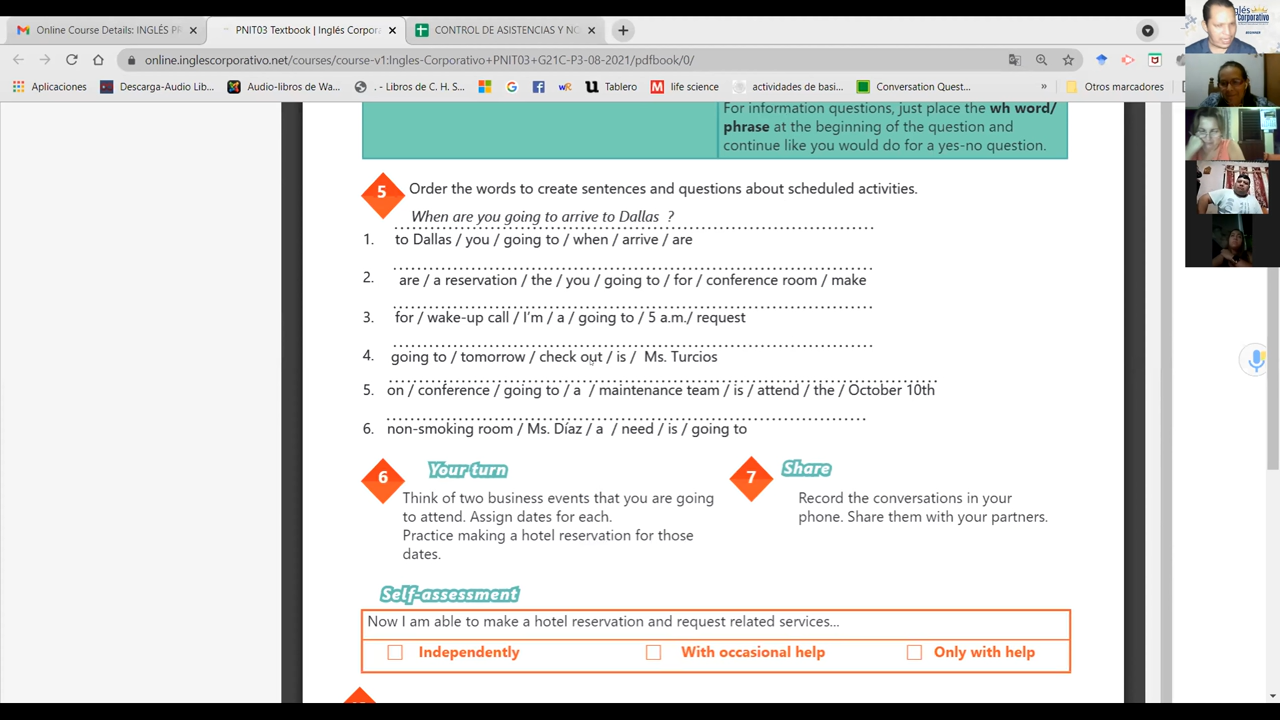 Online Course Details: INGLÉS P
PNIT03 Textbook | Inglés Corpor
CONTROL DE ASISTENCIAS Y NO
online.inglescorporativo.net/courses/course-v1:Ingles_Corporativo+PNIT03+G21C-P3-08-2021/pdfbook/0/
Aplicaciones
Descarga-Audio Lib...
Audio-libros de Wa...
- Libros de C. H. S...
wR
Tablero
life science
actividades de basi...
Conversation Quest...
»
Otros marcadores
For information questions, just place the wh word/
phrase at the beginning of the question and
continue like you would do for a yes-no question.
5 Order the words to create sentences and questions about scheduled activities.
When are you going to arrive to Dallas ?
1. to Dallas / you / going to / when / arrive / are
2. are / a reservation / the / you / going to / for / conference room / make
3. for / wake-up call / I'm / a / going to / 5 a.m./ request
4. going to / tomorrow / check out / is / Ms. Turcios
5. on / conference / going to / a / maintenance team / is / attend / the / October 10th
6. non-smoking room / Ms. Díaz / a / need / is / going to
6 Your turn
Think of two business events that you are going
to attend. Assign dates for each.
Practice making a hotel reservation for those
dates.
7 Share
Record the conversations in your
phone. Share them with your partners.
Self-assessment
Now I am able to make a hotel reservation and request related services...
Independently
With occasional help
Only with help